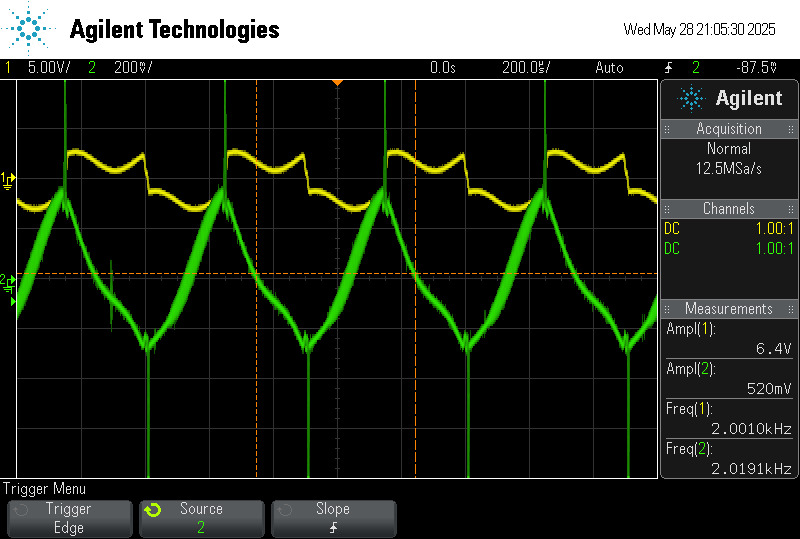 Agilent Technologies
Wed May 28 21:05:30 2025
1 5.00V/ 2 200mV/ 0.0s 200.0µs/ Auto 2 -87.5mV
Agilent
Acquisition
Normal
12.5MSa/s
Channels
DC 1.00:1
DC 1.00:1
Measurements
Ampl(1):
6.4V
Ampl(2):
520mV
Freq(1):
2.0010kHz
Freq(2):
2.0191kHz
1
2
Trigger Menu
Trigger
Edge
Source
2
Slope